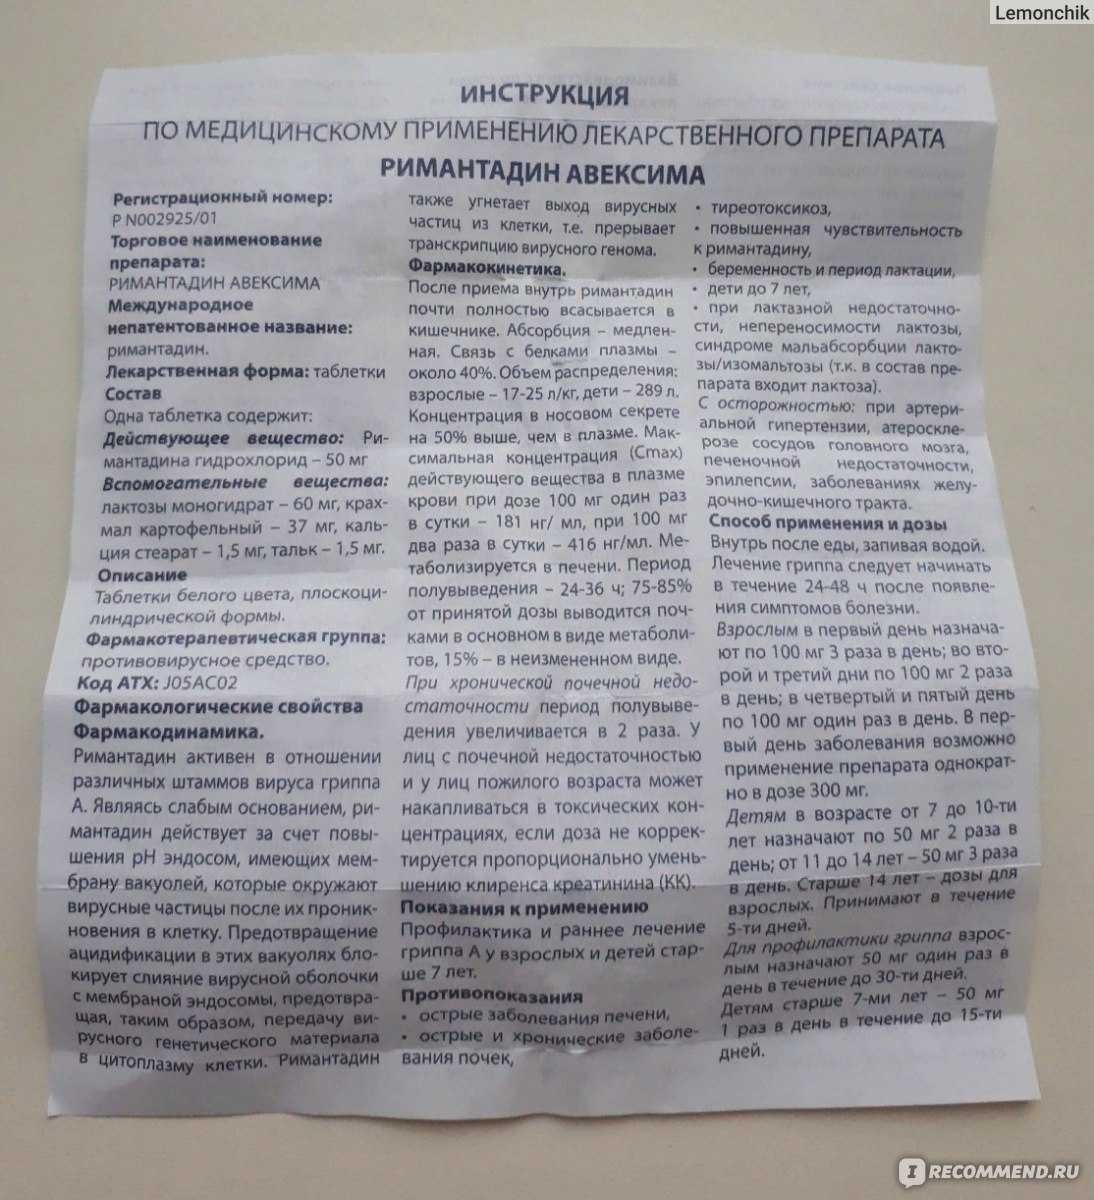 Lemonchik
ИНСТРУКЦИЯ
ПО МЕДИЦИНСКОМУ ПРИМЕНЕНИЮ ЛЕКАРСТВЕННОГО ПРЕПАРАТА
РИМАНТАДИН АВЕКСИМА
Регистрационный номер:
Р N002925/01
Торговое наименование
препарата:
РИМАНТАДИН АВЕКСИМА
Международное
непатентованное название:
римантадин.
Лекарственная форма: таблетки
Состав
Одна таблетка содержит:
Действующее вещество: Ри-
мантадина гидрохлорид – 50 мг
Вспомогательные вещества:
лактозы моногидрат – 60 мг, крах-
мал картофельный – 37 мг, каль-
ция стеарат – 1,5 мг, тальк – 1,5 мг.
Описание
Таблетки белого цвета, плоскоци-
линдрической формы.
Фармакотерапевтическая группа:
противовирусное средство.
Код АТХ: J05AC02
Фармакологические свойства
Фармакодинамика.
Римантадин активен в отношении
различных штаммов вируса гриппа
А. Являясь слабым основанием, ри-
мантадин действует за счет повы-
шения pH эндосом, имеющих мем-
брану вакуолей, которые окружают
вирусные частицы после их проник-
новения в клетку. Предотвращение
ацидификации в этих вакуолях бло-
кирует слияние вирусной оболочки
с мембраной эндосомы, предотвра-
щая, таким образом, передачу ви-
русного генетического материала
в цитоплазму клетки. Римантадин
также угнетает выход вирусных
частиц из клетки, т.е. прерывает
транскрипцию вирусного генома.
Фармакокинетика.
После приема внутрь римантадин
почти полностью всасывается в
кишечнике. Абсорбция – медлен-
ная. Связь с белками плазмы –
около 40%. Объем распределения:
взрослые – 17-25 л/кг, дети – 289 л.
Концентрация в носовом секрете
на 50% выше, чем в плазме. Мак-
симальная концентрация (Cmax)
действующего вещества в плазме
крови при дозе 100 мг один раз
в сутки – 181 нг/ мл, при 100 мг
два раза в сутки – 416 нг/мл. Ме-
таболизируется в печени. Период
полувыведения – 24-36 ч; 75-85%
от принятой дозы выводится поч-
ками в основном в виде метаболи-
тов, 15% – в неизмененном виде.
При хронической почечной недо-
статочности период полувыве-
дения увеличивается в 2 раза. У
лиц с почечной недостаточностью
и у лиц пожилого возраста может
накапливаться в токсических кон-
центрациях, если доза не коррек-
тируется пропорционально умень-
шению клиренса креатинина (КК).
Показания к применению
Профилактика и раннее лечение
гриппа А у взрослых и детей стар-
ше 7 лет.
Противопоказания
• острые заболевания печени,
• острые и хронические заболе-
вания почек,
• тиреотоксикоз,
• повышенная чувствительность
к римантадину,
• беременность и период лактации,
• дети до 7 лет,
• при лактазной недостаточно-
сти, непереносимости лактозы,
синдроме мальабсорбции лакто-
зы/изомальтозы (т.к. в состав пре-
парата входит лактоза).
С осторожностью: при артери-
альной гипертензии, атероскле-
розе сосудов головного мозга,
печеночной недостаточности,
эпилепсии, заболеваниях желу-
дочно-кишечного тракта.
Способ применения и дозы
Внутрь после еды, запивая водой.
Лечение гриппа следует начинать
в течение 24-48 ч после появле-
ния симптомов болезни.
Взрослым в первый день назнача-
ют по 100 мг 3 раза в день; во вто-
рой и третий дни по 100 мг 2 раза
в день; в четвертый и пятый день
по 100 мг один раз в день. В пер-
вый день заболевания возможно
применение препарата однократ-
но в дозе 300 мг.
Детям в возрасте от 7 до 10-ти
лет назначают по 50 мг 2 раза в
день; от 11 до 14 лет – 50 мг 3 раза
в день. Старше 14 лет – дозы для
взрослых. Принимают в течение
5-ти дней.
Для профилактики гриппа взрос-
лым назначают 50 мг один раз в
день в течение до 30-ти дней.
Детям старше 7-ми лет – 50 мг
1 раз в день в течение до 15-ти
дней.
IRECOMMEND.RU